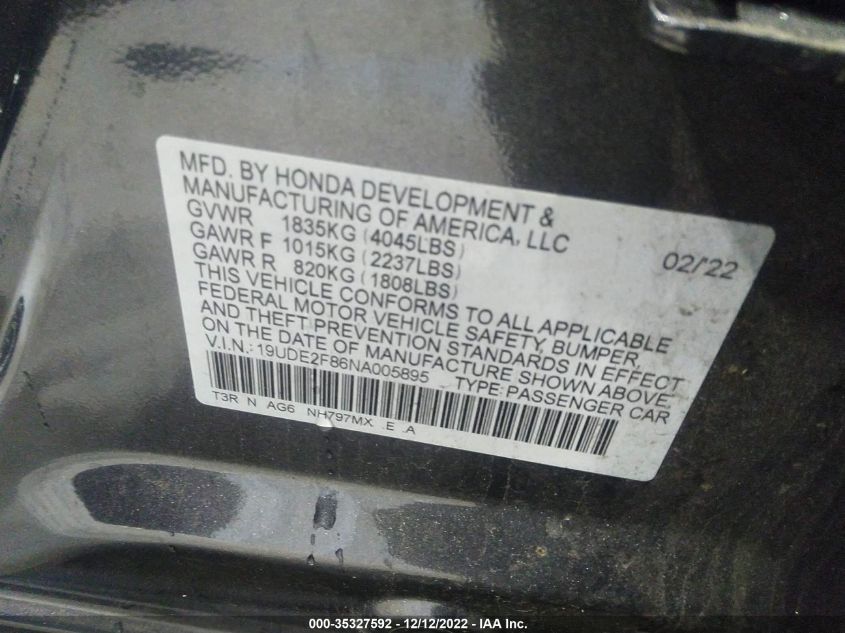 MFD. BY HONDA DEVELOPMENT &
MANUFACTURING OF AMERICA, LLC
GVWR 1835KG (4045LBS) 02/'22
GAWR F 1015KG (2237LBS)
GAWR R 820KG (1808LBS)
THIS VEHICLE CONFORMS TO ALL APPLICABLE
FEDERAL MOTOR VEHICLE SAFETY, BUMPER,
AND THEFT PREVENTION STANDARDS IN EFFECT
ON THE DATE OF MANUFACTURE SHOWN ABOVE.
V.I.N.: 19UDE2F86NA005895 TYPE:PASSENGER CAR
T3R N AG6 NH797MX .E .A
000-35327592 - 12/12/2022 - IAA Inc.